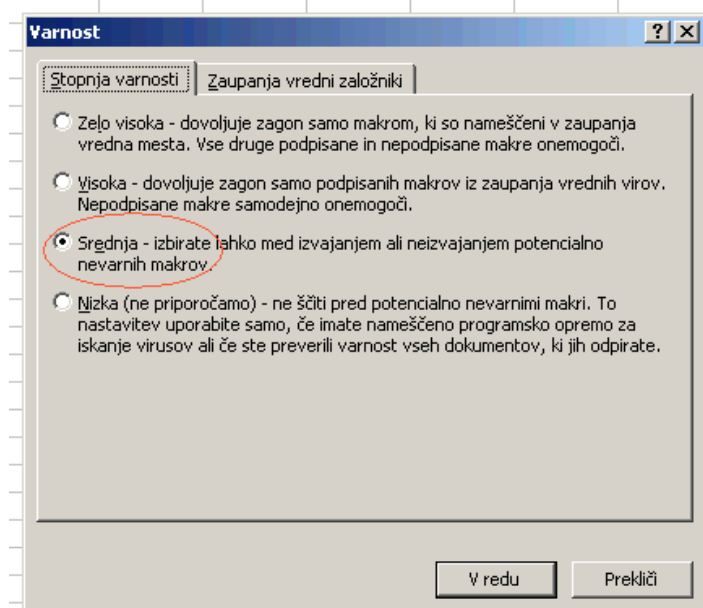 Varnost
Stopnja varnosti
Zaupanja vredni založniki
Zelo visoka - dovoljuje zagon samo makrom, ki so nameščeni v zaupanja
vredna mesta. Vse druge podpisane in nepodpisane makre onemogoči.
Visoka - dovoljuje zagon samo podpisanih makrov iz zaupanja vrednih virov.
Nepodpisane makre samodejno onemogoči.
Srednja - izbirate lahko med izvajanjem ali neizvajanjem potencialno
nevarnih makrov.
Nizka (ne priporočamo) - ne ščiti pred potencialno nevarnimi makri. To
nastavitev uporabite samo, če imate nameščeno programsko opremo za
iskanje virusov ali če ste preverili varnost vseh dokumentov, ki jih odpirate.
V redu
Prekliči